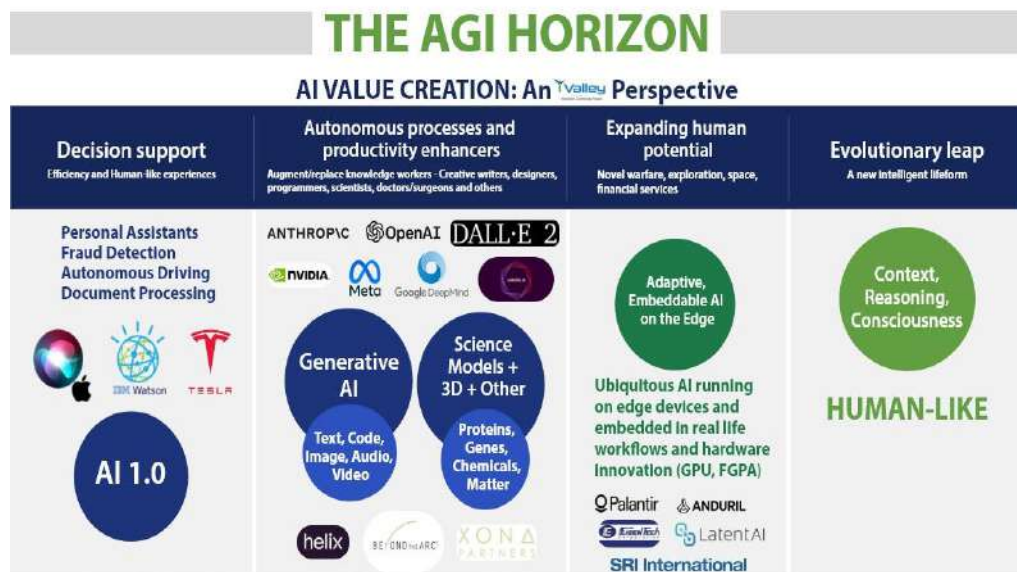 THE AGI HORIZON
AI VALUE CREATION: An Valley Perspective
Decision support
Efficiency and Human-like experiences
Personal Assistants
Fraud Detection
Autonomous Driving
Document Processing
IBM Watson
TESLA
AI 1.0
Autonomous processes and
productivity enhancers
Augment/replace knowledge workers - Creative writers, designers,
programmers, scientists, doctors/surgeons and others
ANTHROP\C OpenAI DALL·E 2
NVIDIA. Meta Google DeepMind
Generative
AI
Text, Code,
Image, Audio,
Video
Science
Models +
3D + Other
Proteins,
Genes,
Chemicals,
Matter
helix BEYOND the ARC XONA
PARTNERS
Expanding human
potential
Novel warfare, exploration, space,
financial services
Adaptive,
Embeddable AI
on the Edge
Ubiquitous AI running
on edge devices and
embedded in real life
workflows and hardware
innovation (GPU, FGPA)
Palantir ANDURIL
LatentAI
SRI International
Evolutionary leap
A new intelligent lifeform
Context,
Reasoning,
Consciousness
HUMAN-LIKE